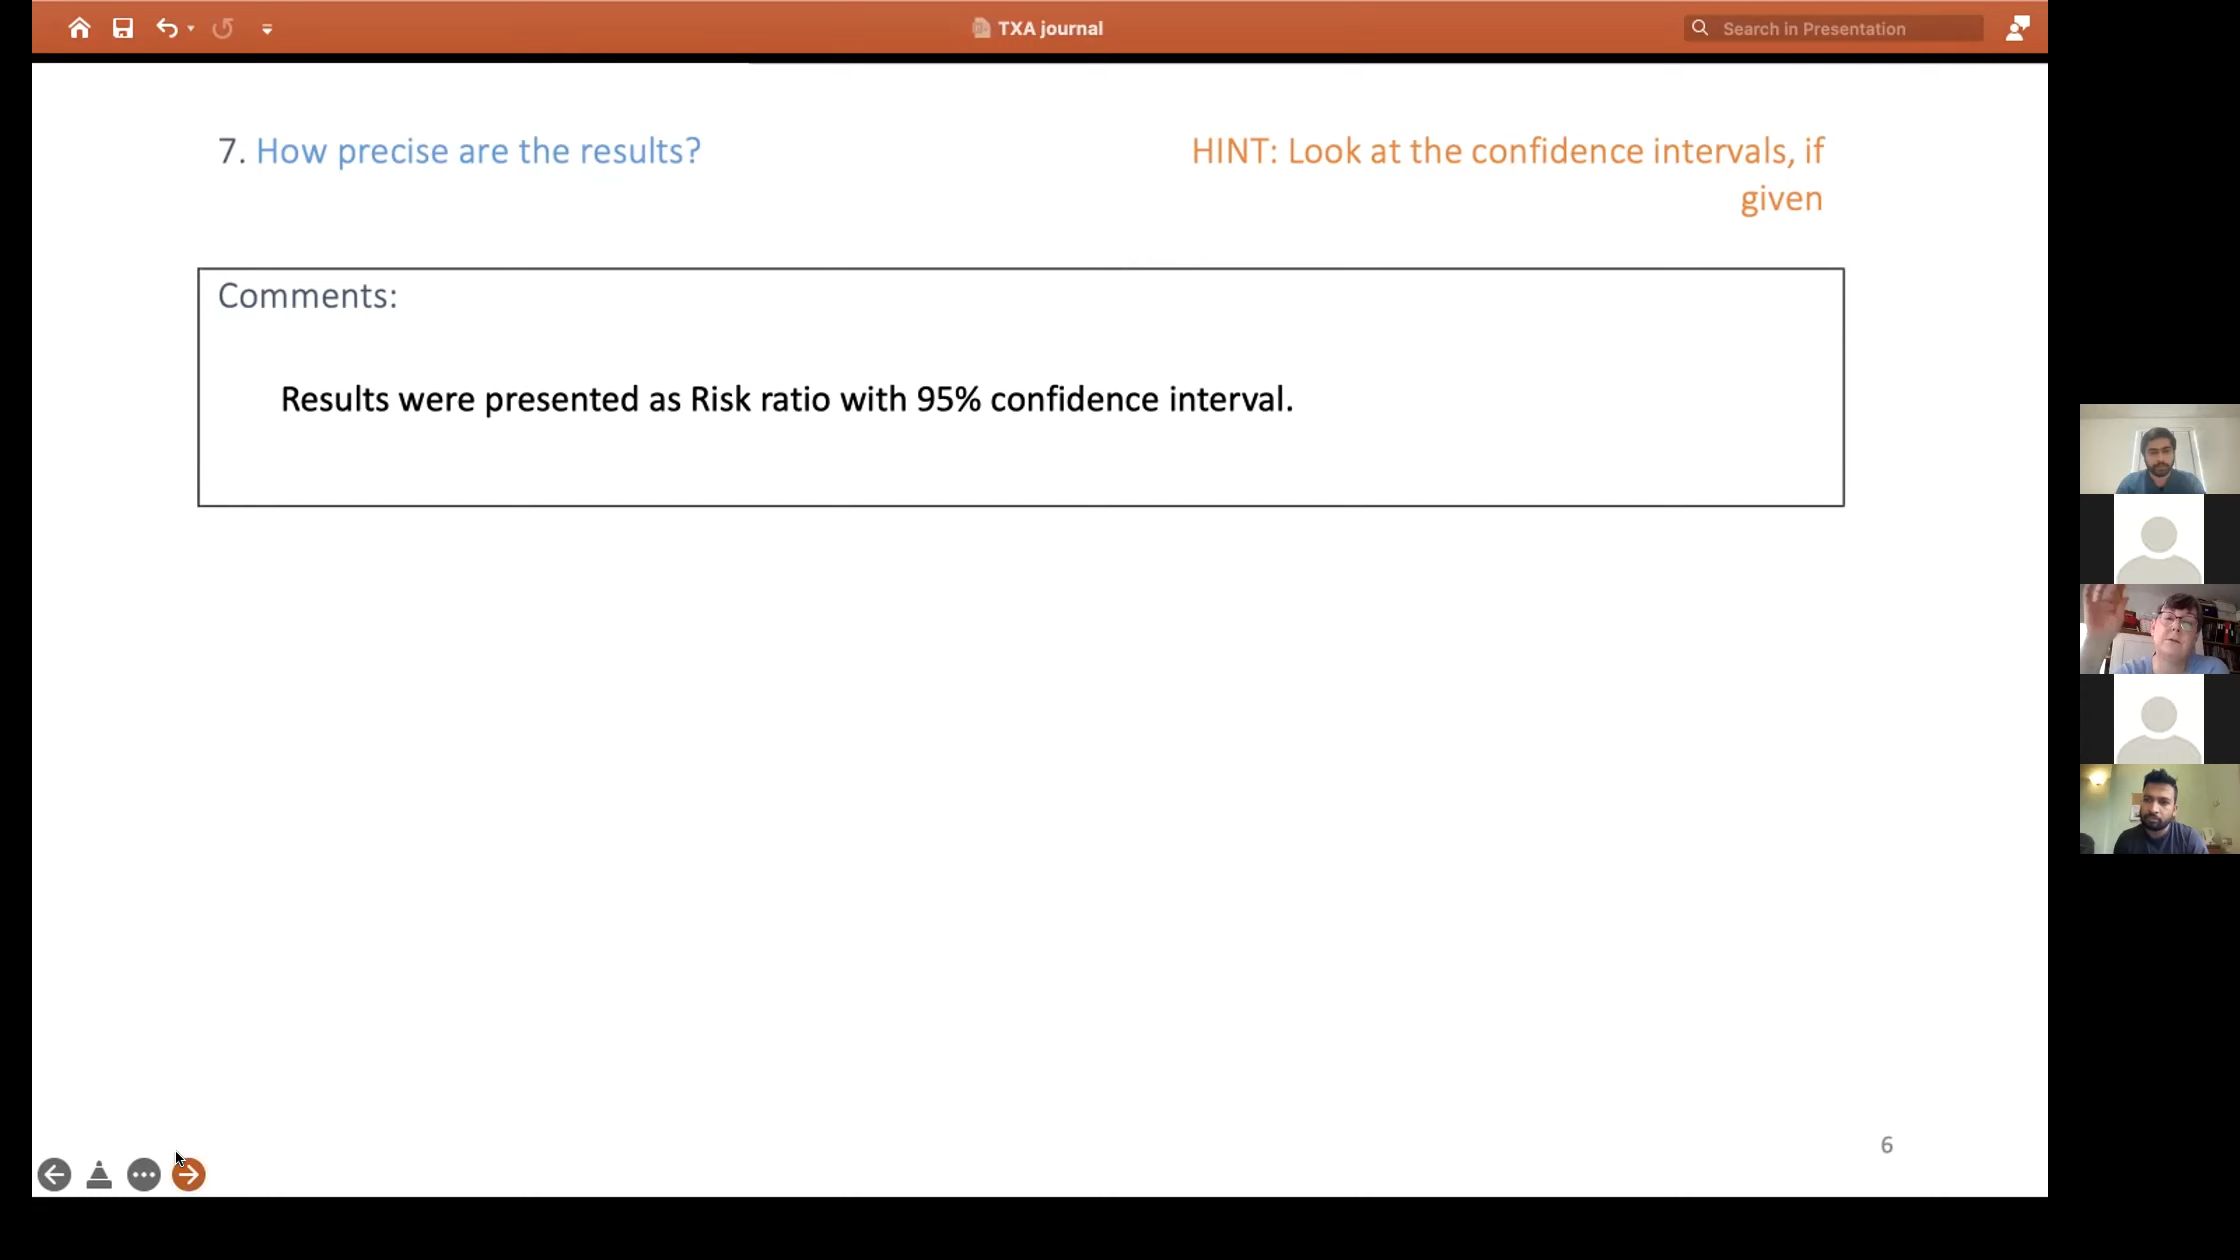 TXA journal
Search in Presentation
7. How precise are the results?
HINT: Look at the confidence intervals, if
given
Comments:
Results were presented as Risk ratio with 95% confidence interval.
6